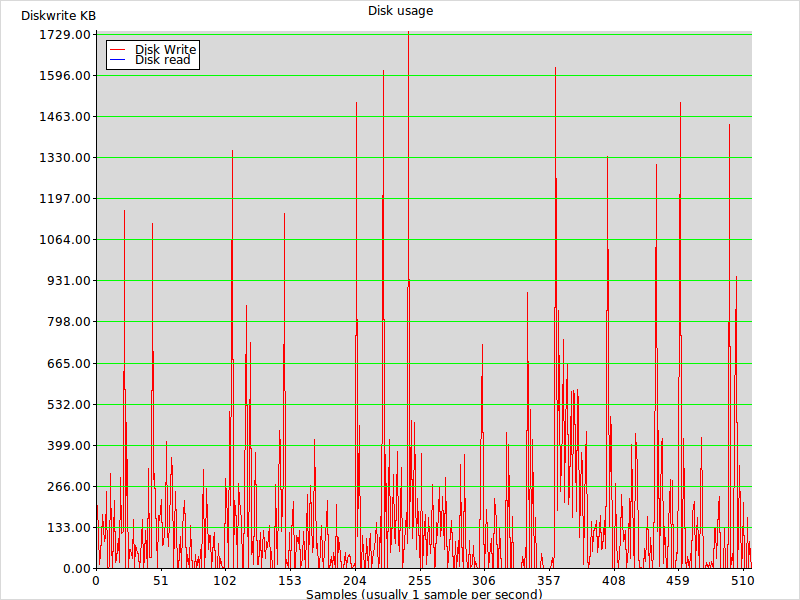 Disk usage
Diskwrite KB
1729.00
Disk Write
Disk read
1596.00
1463.00
1330.00
1197.00
1064.00
931.00
798.00
665.00
532.00
399.00
266.00
133.00
0.00
0 51 102 153 204 255 306 357 408 459 510
Samples (usually 1 sample per second)